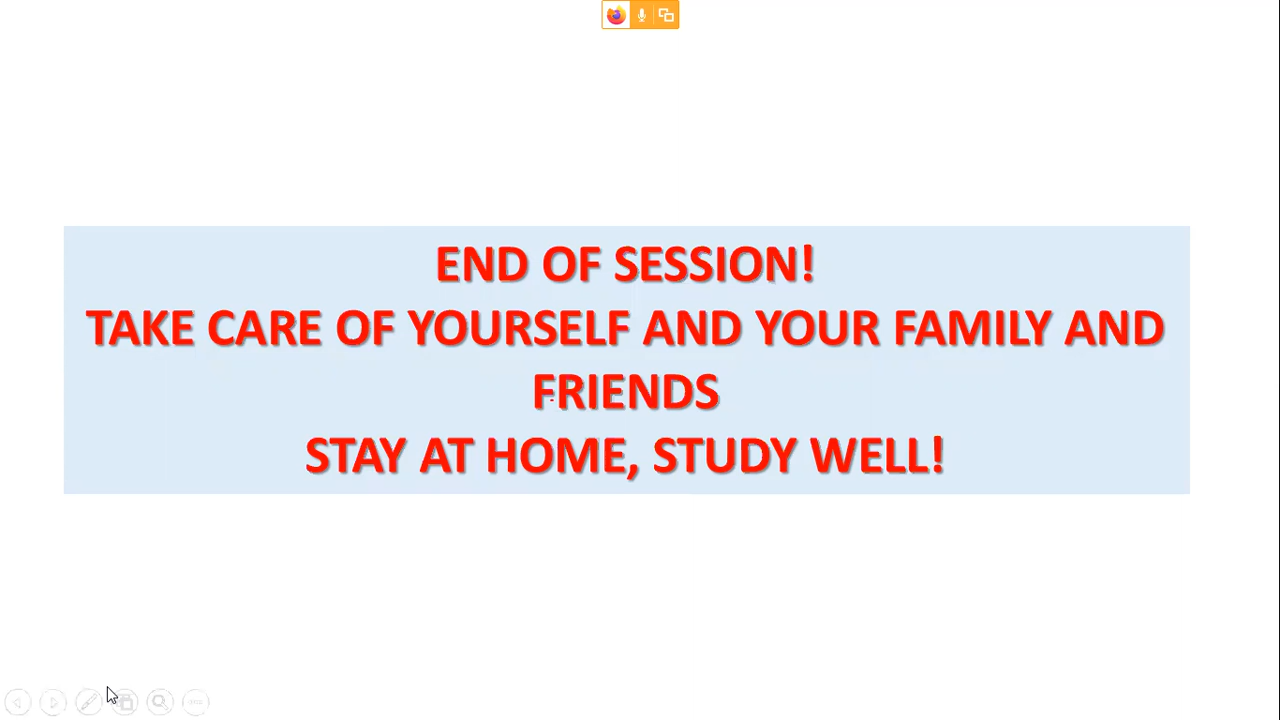 END OF SESSION!
TAKE CARE OF YOURSELF AND YOUR FAMILY AND
FRIENDS
STAY AT HOME, STUDY WELL!